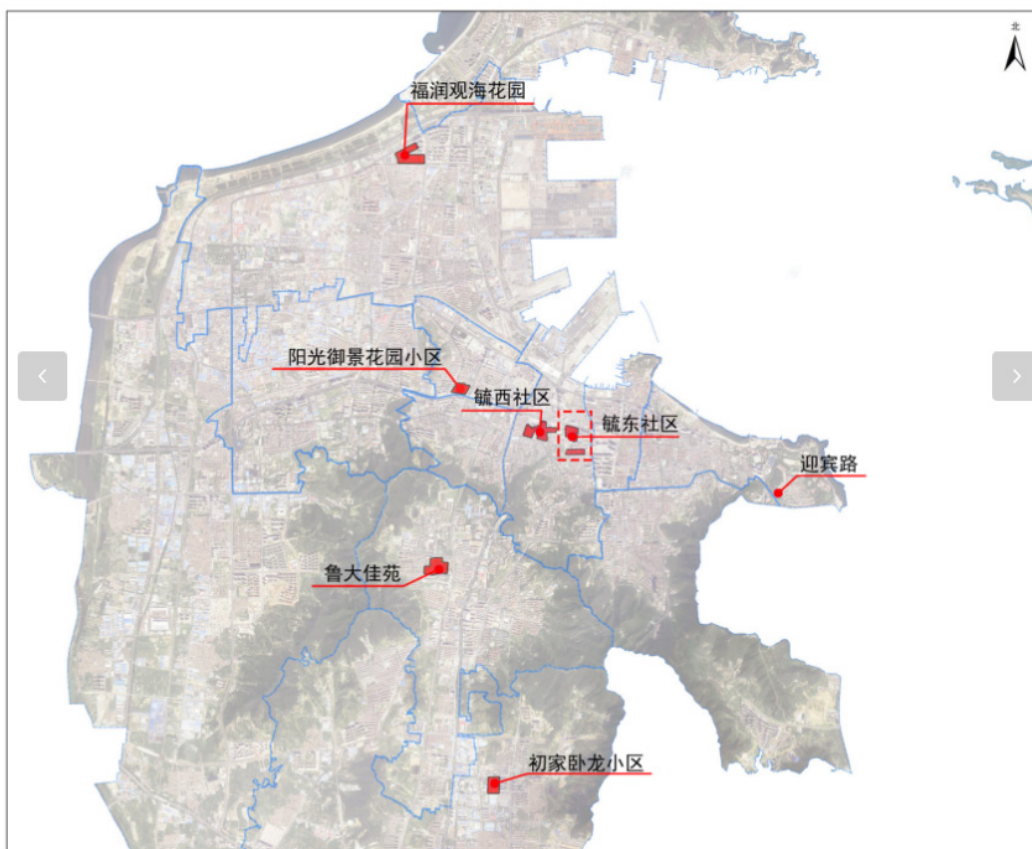 北
福润观海花园
阳光御景花园小区
毓西社区
毓东社区
迎宾路
鲁大佳苑
初家卧龙小区